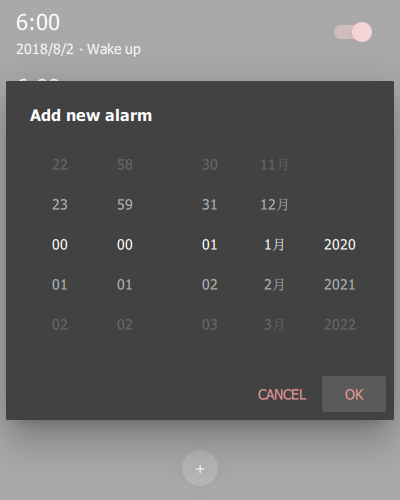 6:00
2018/8/2 · Wake up
Add new alarm
22 58 30 11月
23 59 31 12月
00 00 01 1月 2020
01 01 02 2月 2021
02 02 03 3月 2022
CANCEL OK
+